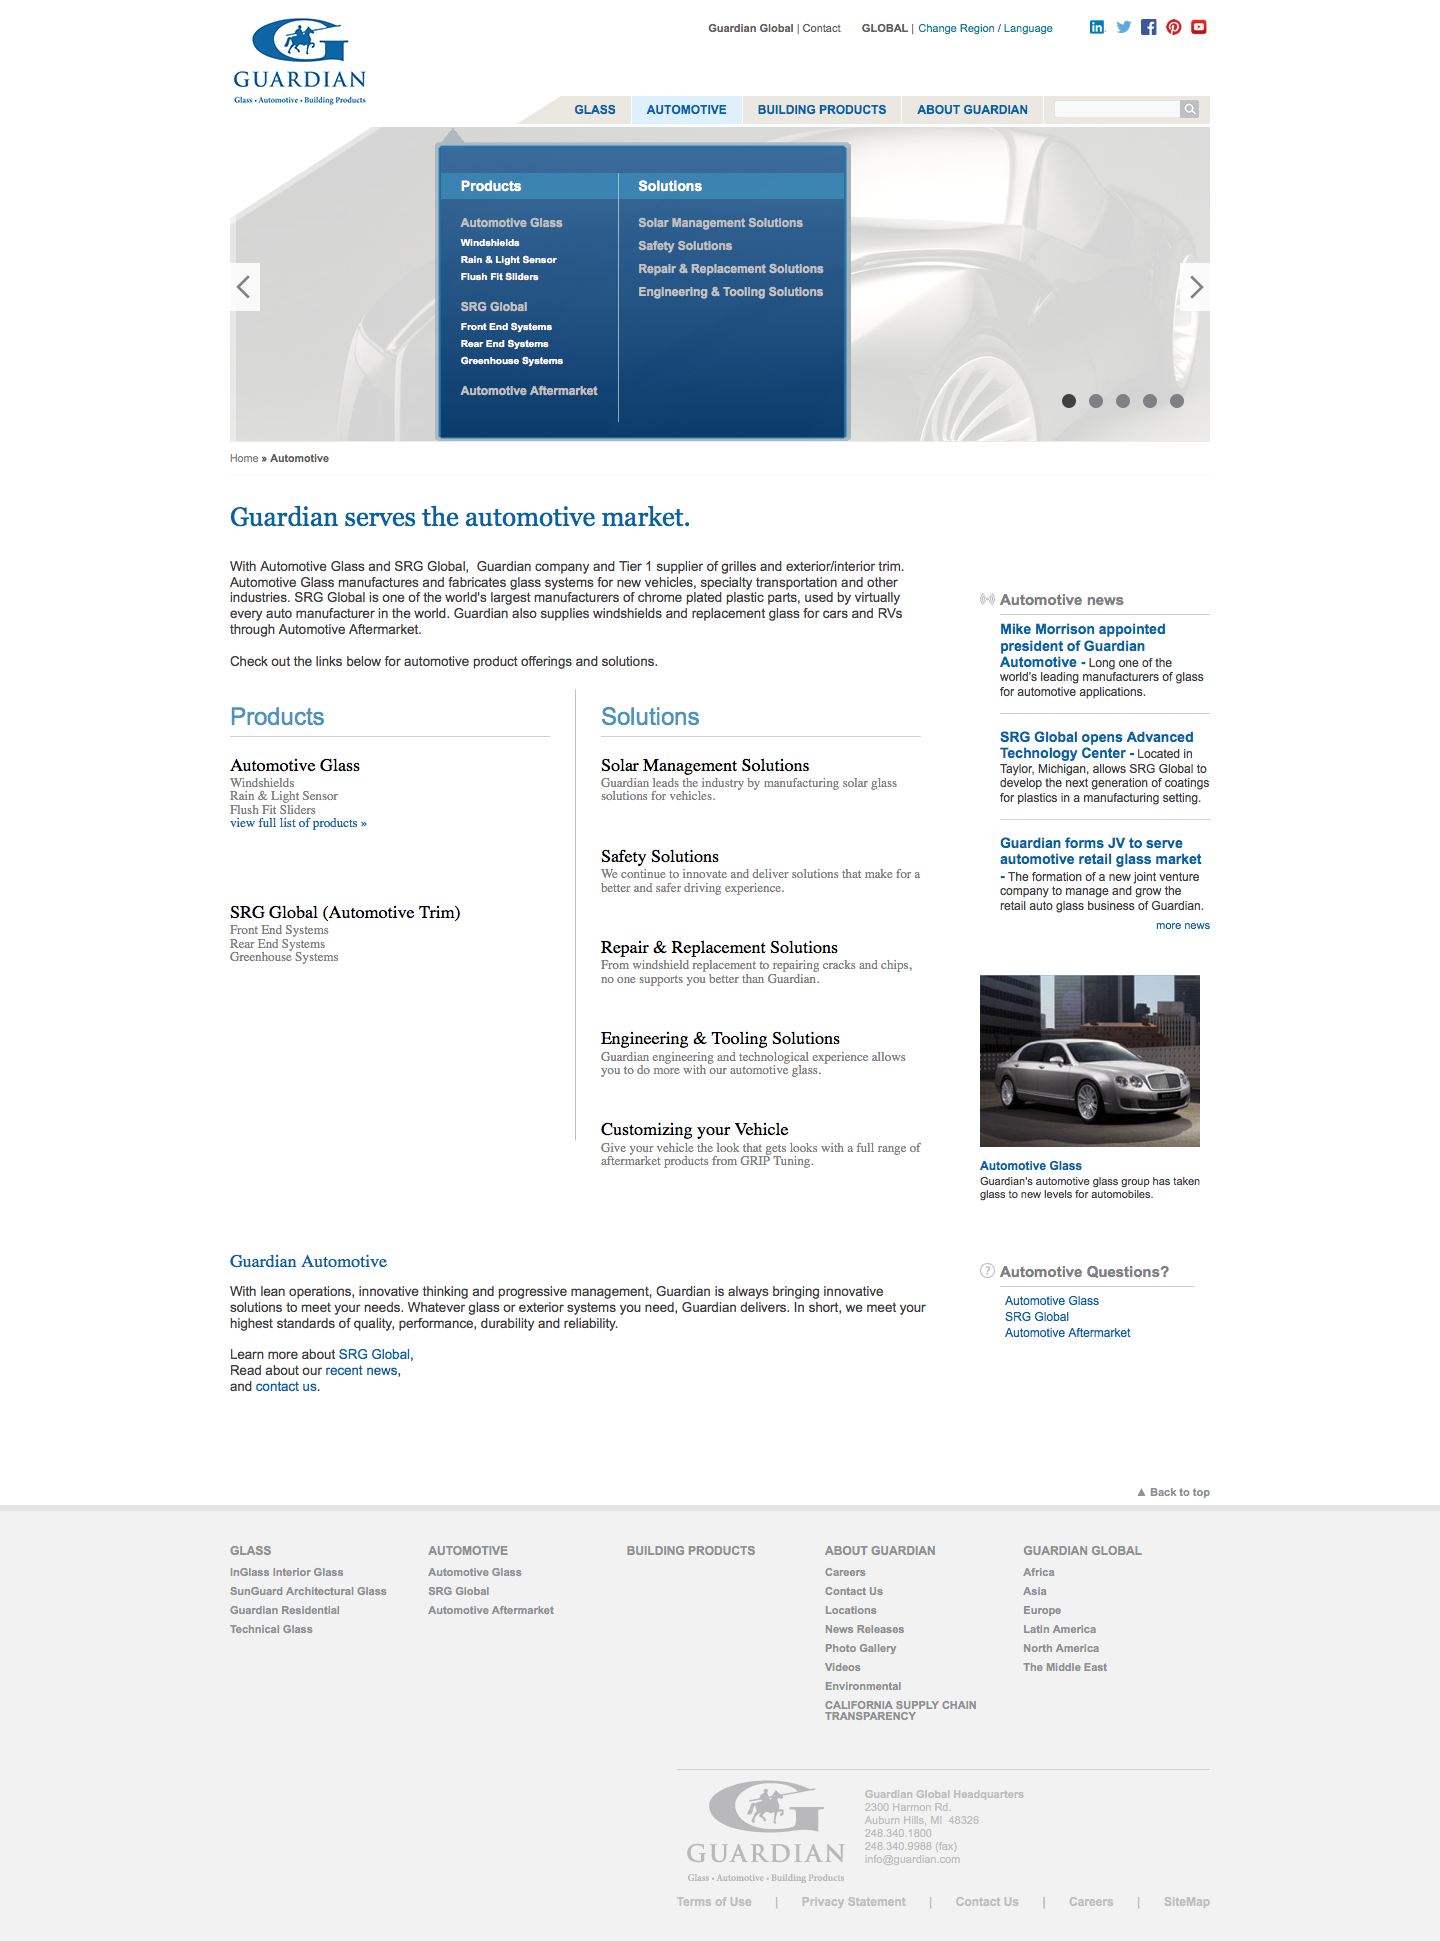 Guardian Global | Contact
GLOBAL | Change Region / Language
GUARDIAN
Glass • Automotive • Building Products
GLASS
AUTOMOTIVE
BUILDING PRODUCTS
ABOUT GUARDIAN
Products
Automotive Glass
Windshields
Rain & Light Sensor
Flush Fit Sliders
SRG Global
Front End Systems
Rear End Systems
Greenhouse Systems
Automotive Aftermarket
Solutions
Solar Management Solutions
Safety Solutions
Repair & Replacement Solutions
Engineering & Tooling Solutions
Home » Automotive
Guardian serves the automotive market.
With Automotive Glass and SRG Global,  Guardian company and Tier 1 supplier of grilles and exterior/interior trim.
Automotive Glass manufactures and fabricates glass systems for new vehicles, specialty transportation and other
industries. SRG Global is one of the world's largest manufacturers of chrome plated plastic parts, used by virtually
every auto manufacturer in the world. Guardian also supplies windshields and replacement glass for cars and RVs
through Automotive Aftermarket.
Check out the links below for automotive product offerings and solutions.
Products
Automotive Glass
Windshields
Rain & Light Sensor
Flush Fit Sliders
view full list of products »
SRG Global (Automotive Trim)
Front End Systems
Rear End Systems
Greenhouse Systems
Solutions
Solar Management Solutions
Guardian leads the industry by manufacturing solar glass
solutions for vehicles.
Safety Solutions
We continue to innovate and deliver solutions that make for a
better and safer driving experience.
Repair & Replacement Solutions
From windshield replacement to repairing cracks and chips,
no one supports you better than Guardian.
Engineering & Tooling Solutions
Guardian engineering and technological experience allows
you to do more with our automotive glass.
Customizing your Vehicle
Give your vehicle the look that gets looks with a full range of
aftermarket products from GRIP Tuning.
Automotive news
Mike Morrison appointed
president of Guardian
Automotive - Long one of the
world's leading manufacturers of glass
for automotive applications.
SRG Global opens Advanced
Technology Center - Located in
Taylor, Michigan, allows SRG Global to
develop the next generation of coatings
for plastics in a manufacturing setting.
Guardian forms JV to serve
automotive retail glass market
- The formation of a new joint venture
company to manage and grow the
retail auto glass business of Guardian.
more news
Automotive Glass
Guardian's automotive glass group has taken
glass to new levels for automobiles.
Guardian Automotive
With lean operations, innovative thinking and progressive management, Guardian is always bringing innovative
solutions to meet your needs. Whatever glass or exterior systems you need, Guardian delivers. In short, we meet your
highest standards of quality, performance, durability and reliability.
Learn more about SRG Global,
Read about our recent news,
and contact us.
Automotive Questions?
Automotive Glass
SRG Global
Automotive Aftermarket
▲ Back to top
GLASS
InGlass Interior Glass
SunGuard Architectural Glass
Guardian Residential
Technical Glass
AUTOMOTIVE
Automotive Glass
SRG Global
Automotive Aftermarket
BUILDING PRODUCTS
ABOUT GUARDIAN
Careers
Contact Us
Locations
News Releases
Photo Gallery
Videos
Environmental
CALIFORNIA SUPPLY CHAIN
TRANSPARENCY
GUARDIAN GLOBAL
Africa
Asia
Europe
Latin America
North America
The Middle East
GUARDIAN
Glass • Automotive • Building Products
Guardian Global Headquarters
2300 Harmon Rd.
Auburn Hills, MI  48326
248.340.1800
248.340.9988 (fax)
info@guardian.com
Terms of Use | Privacy Statement | Contact Us | Careers | SiteMap